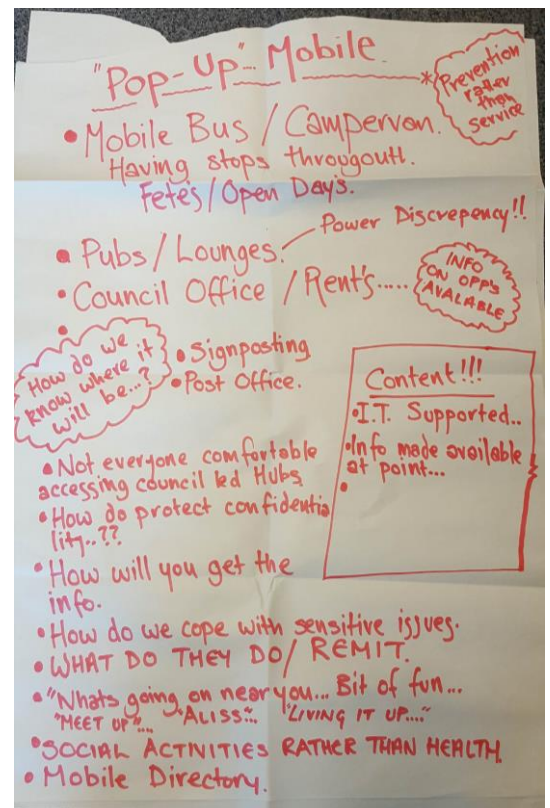 "Pop-Up" Mobile
*Prevention
rather
than
service
• Mobile Bus / Campervan.
Having stops througoutt.
Fetes/Open Day's.
• Pubs/Lounges.
Power Discrepency!!
• Council Office / Rent's.....
INFO
ON OPP's
AVALABLE
•
How do we
know where it
will be...?
• Signposting
• Post Office.
Content!!!
• I.T. Supported..
• Info made available
at point...
•
• Not everyone comfortable
accessing council led Hubs
• How do protect confidentia
lity..??
• How will you get the
info.
• How do we cope with sensitive issues.
• WHAT DO THEY DO/ REMIT.
• "Whats going on near you... Bit of fun...
"MEET UP"... "ALISS"... "LIVING IT UP...."
• SOCIAL ACTIVITIES RATHER THAN HEALTH
• Mobile Directory.